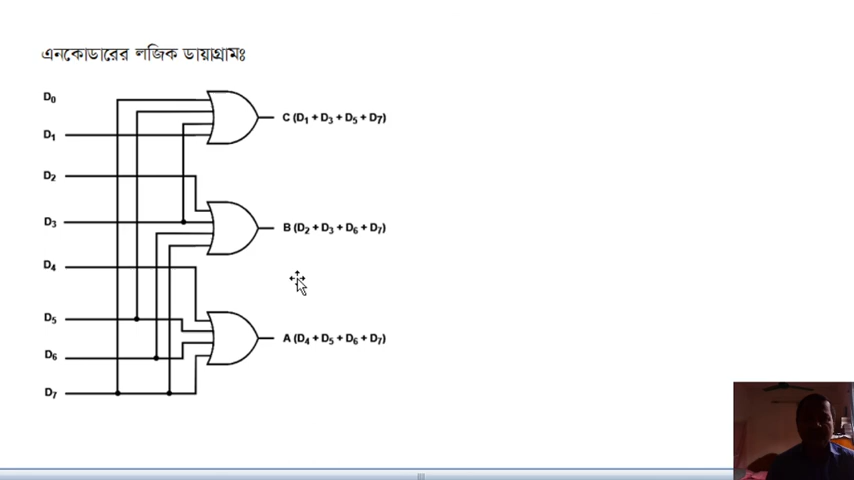 এনকোডারের লজিক ডায়াগ্রামঃ
D0
D1
D2
D3
D4
D5
D6
D7
C (D1 + D3 + D5 + D7)
B (D2 + D3 + D6 + D7)
A (D4 + D5 + D6 + D7)